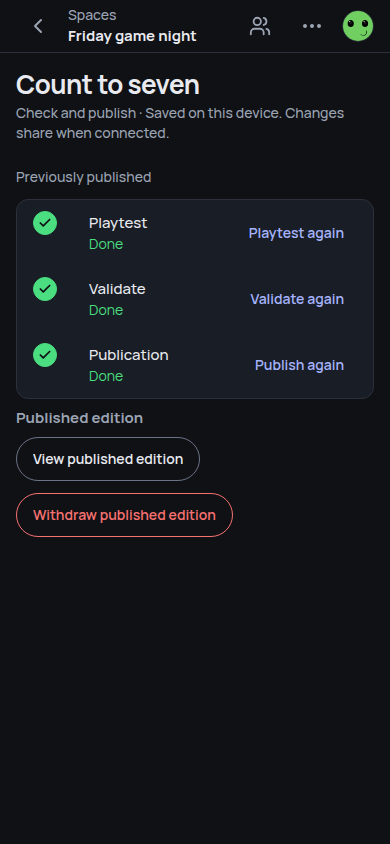 Spaces
Friday game night
Count to seven
Check and publish · Saved on this device. Changes
share when connected.
Previously published
Playtest
Done
Playtest again
Validate
Done
Validate again
Publication
Done
Publish again
Published edition
View published edition
Withdraw published edition